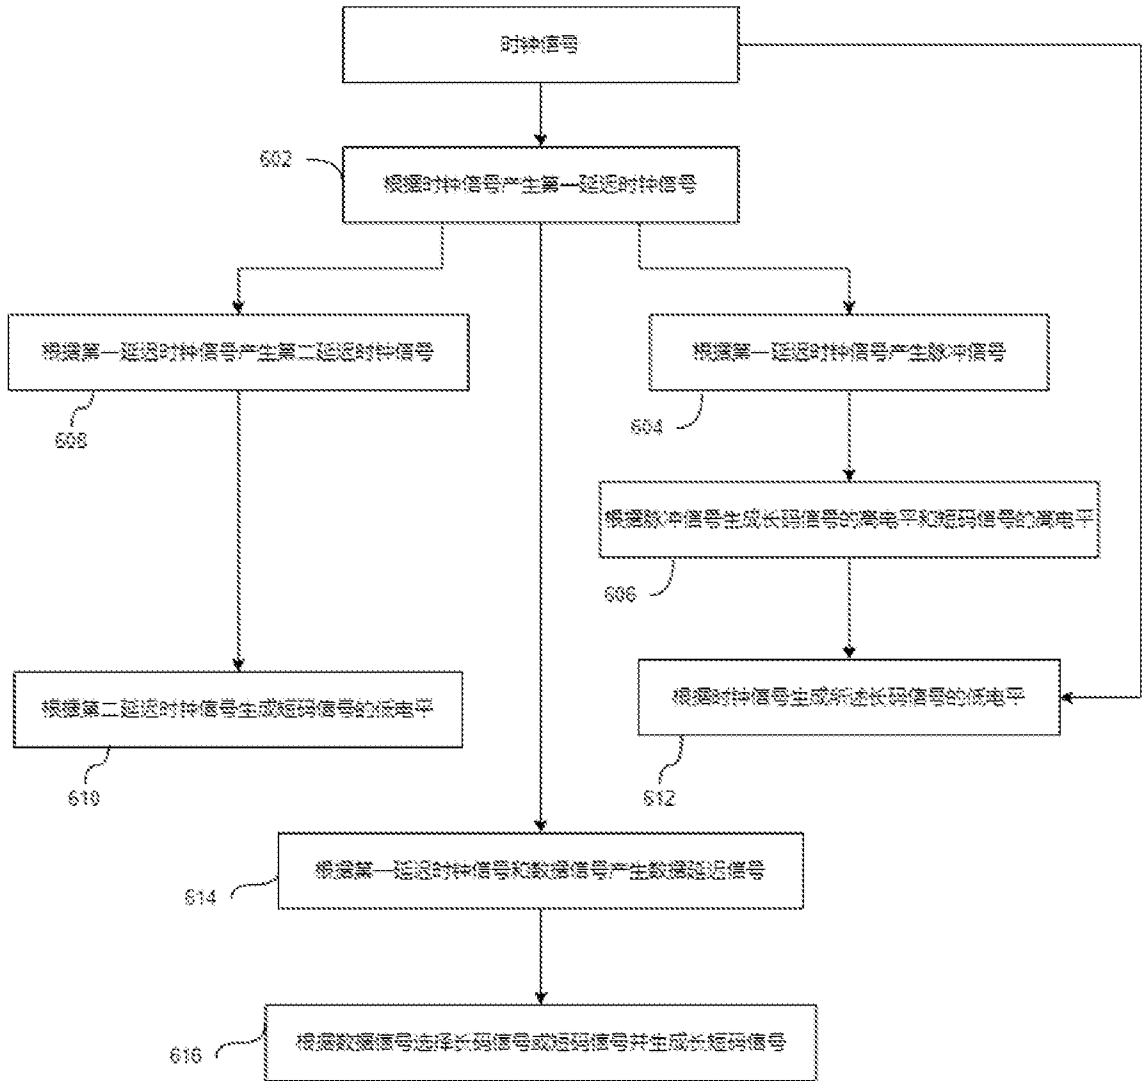 时钟信号
602
根据时钟信号产生第一延迟时钟信号
根据第一延迟时钟信号产生第二延迟时钟信号
608
根据第一延迟时钟信号产生脉冲信号
604
根据脉冲信号生成长码信号的高电平和短码信号的高电平
606
根据第二延迟时钟信号生成短码信号的低电平
610
根据时钟信号生成所述长码信号的低电平
612
根据第一延迟时钟信号和数据信号产生数据延迟信号
614
根据数据信号选择长码信号或短码信号并生成长短码信号
616